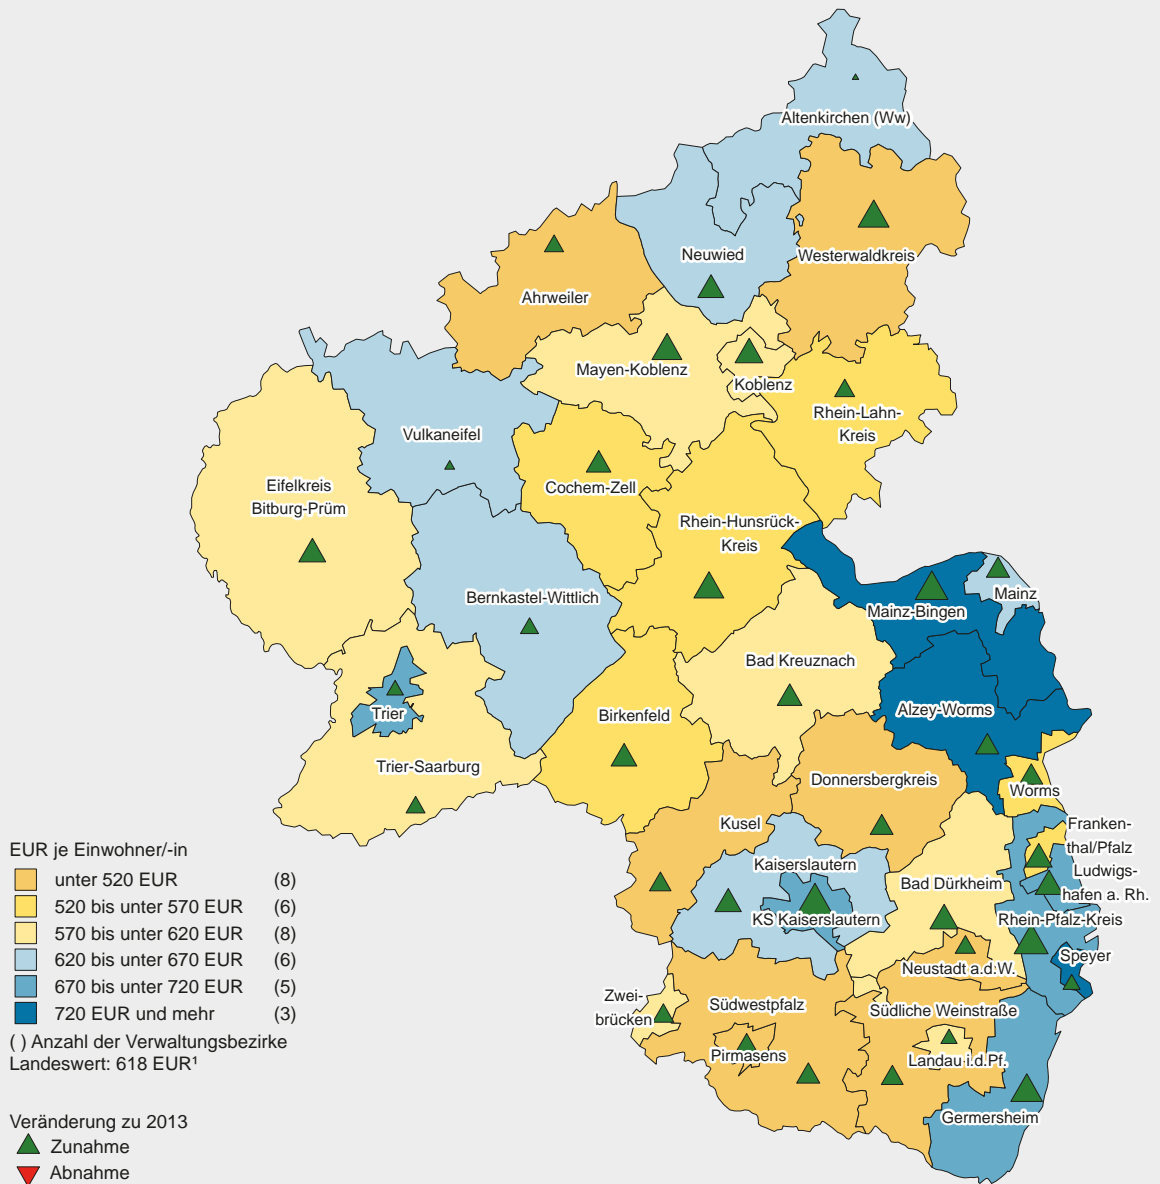 Altenkirchen (Ww)
Neuwied
Westerwaldkreis
Ahrweiler
Mayen-Koblenz
Koblenz
Rhein-Lahn-
Kreis
Vulkaneifel
Cochem-Zell
Eifelkreis
Bitburg-Prüm
Rhein-Hunsrück-
Kreis
Bernkastel-Wittlich
Mainz-Bingen
Mainz
Bad Kreuznach
Alzey-Worms
Trier
Birkenfeld
Trier-Saarburg
Donnersbergkreis
Worms
Kusel
Franken-
thal/Pfalz
Kaiserslautern
Bad Dürkheim
Ludwigs-
hafen a. Rh.
KS Kaiserslautern
Rhein-Pfalz-Kreis
Speyer
Neustadt a.d.W.
Zwei-
brücken
Südwestpfalz
Südliche Weinstraße
Pirmasens
Landau i.d.Pf.
Germersheim
EUR je Einwohner/-in
unter 520 EUR (8)
520 bis unter 570 EUR (6)
570 bis unter 620 EUR (8)
620 bis unter 670 EUR (6)
670 bis unter 720 EUR (5)
720 EUR und mehr (3)
( ) Anzahl der Verwaltungsbezirke
Landeswert: 618 EUR¹
Veränderung zu 2013
Zunahme
Abnahme